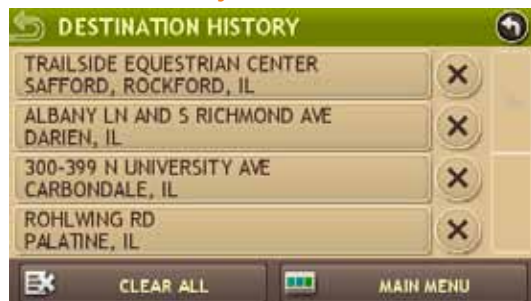 DESTINATION HISTORY
TRAILSIDE EQUESTRIAN CENTER
SAFFORD, ROCKFORD, IL
ALBANY LN AND S RICHMOND AVE
DARIEN, IL
300-399 N UNIVERSITY AVE
CARBONDALE, IL
ROHLWING RD
PALATINE, IL
CLEAR ALL
MAIN MENU